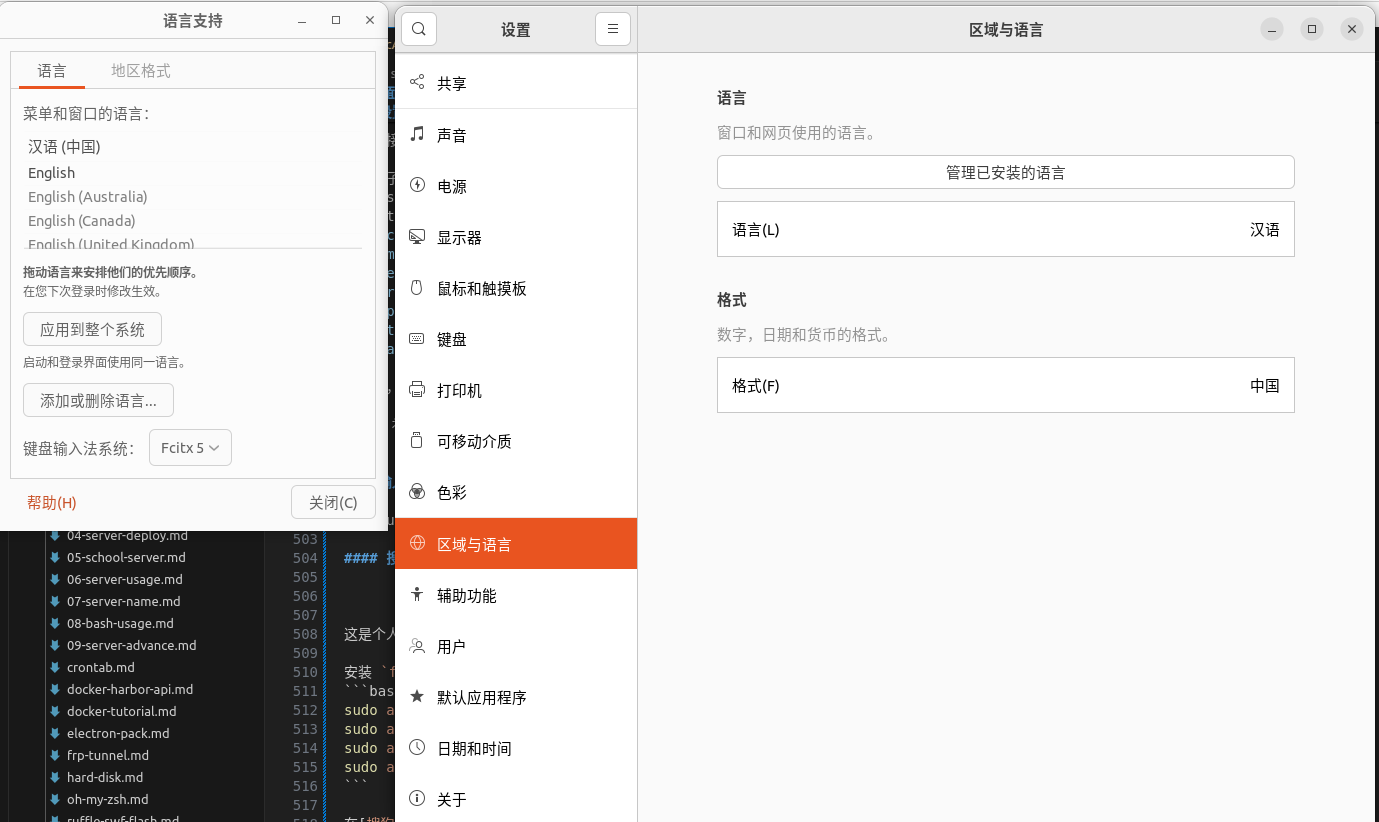 语言支持
语言
地区格式
菜单和窗口的语言:
汉语 (中国)
English
English (Australia)
English (Canada)
English (United Kingdom)
拖动语言来安排他们的优先顺序。
在您下次登录时修改生效。
应用到整个系统
启动和登录界面使用同一语言。
添加或删除语言...
键盘输入法系统:
Fcitx 5
帮助(H)
关闭(C)
04-server-deploy.md
05-school-server.md
06-server-usage.md
07-server-name.md
08-bash-usage.md
09-server-advance.md
crontab.md
docker-harbor-api.md
docker-tutorial.md
electron-pack.md
frp-tunnel.md
hard-disk.md
oh-my-zsh.md
ruffle-swf-flash.md
503
504 ####
505
506
507
508 这是个人
509
510 安装 `f
511 ```bas
512 sudo a
513 sudo a
514 sudo a
515 sudo a
516 ```
517
设置
共享
声音
电源
显示器
鼠标和触摸板
键盘
打印机
可移动介质
色彩
区域与语言
辅助功能
用户
默认应用程序
日期和时间
关于
区域与语言
语言
窗口和网页使用的语言。
管理已安装的语言
语言(L)
汉语
格式
数字，日期和货币的格式。
格式(F)
中国